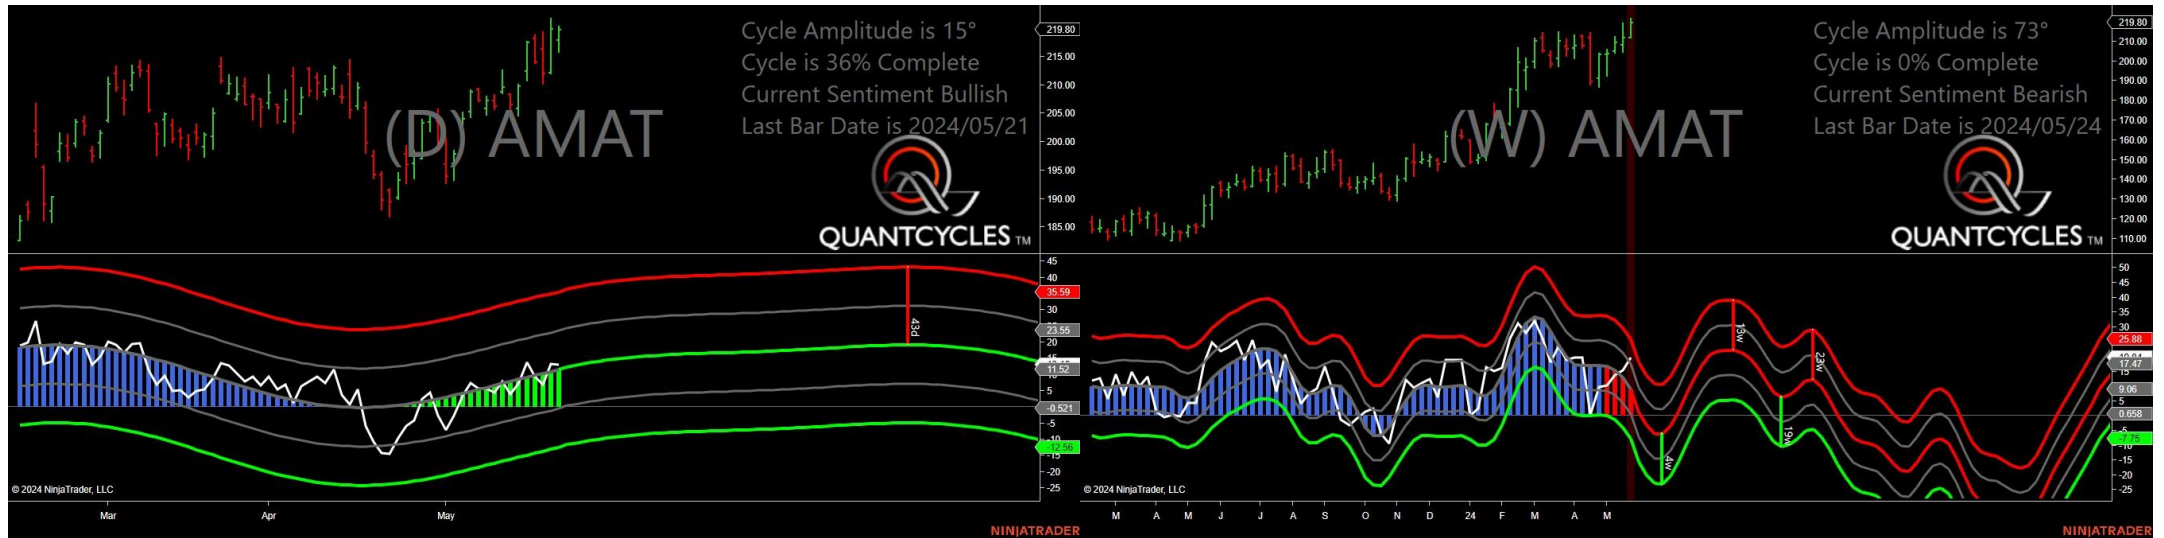 Cycle Amplitude is 15°
Cycle is 36% Complete
Current Sentiment Bullish
Last Bar Date is 2024/05/21
(D) AMAT
QUANTCYCLES TM
219.80
215.00
210.00
205.00
200.00
195.00
190.00
185.00
45
40
35.59
30
23.55
20
15
11.52
5
-0.521
-5
-12.56
-15
-20
-25
43d
© 2024 NinjaTrader, LLC
Mar
Apr
May
NINJATRADER
Cycle Amplitude is 73°
Cycle is 0% Complete
Current Sentiment Bearish
Last Bar Date is 2024/05/24
(W) AMAT
QUANTCYCLES TM
219.80
210.00
200.00
190.00
180.00
170.00
160.00
150.00
140.00
130.00
120.00
110.00
50
45
40
35
30
25.88
17.47
15
9.06
5
0.658
-5
-7.75
-15
-20
-25
13w
23w
19w
4w
© 2024 NinjaTrader, LLC
M A M J J A S O N D 24 F M A M
NINJATRADER